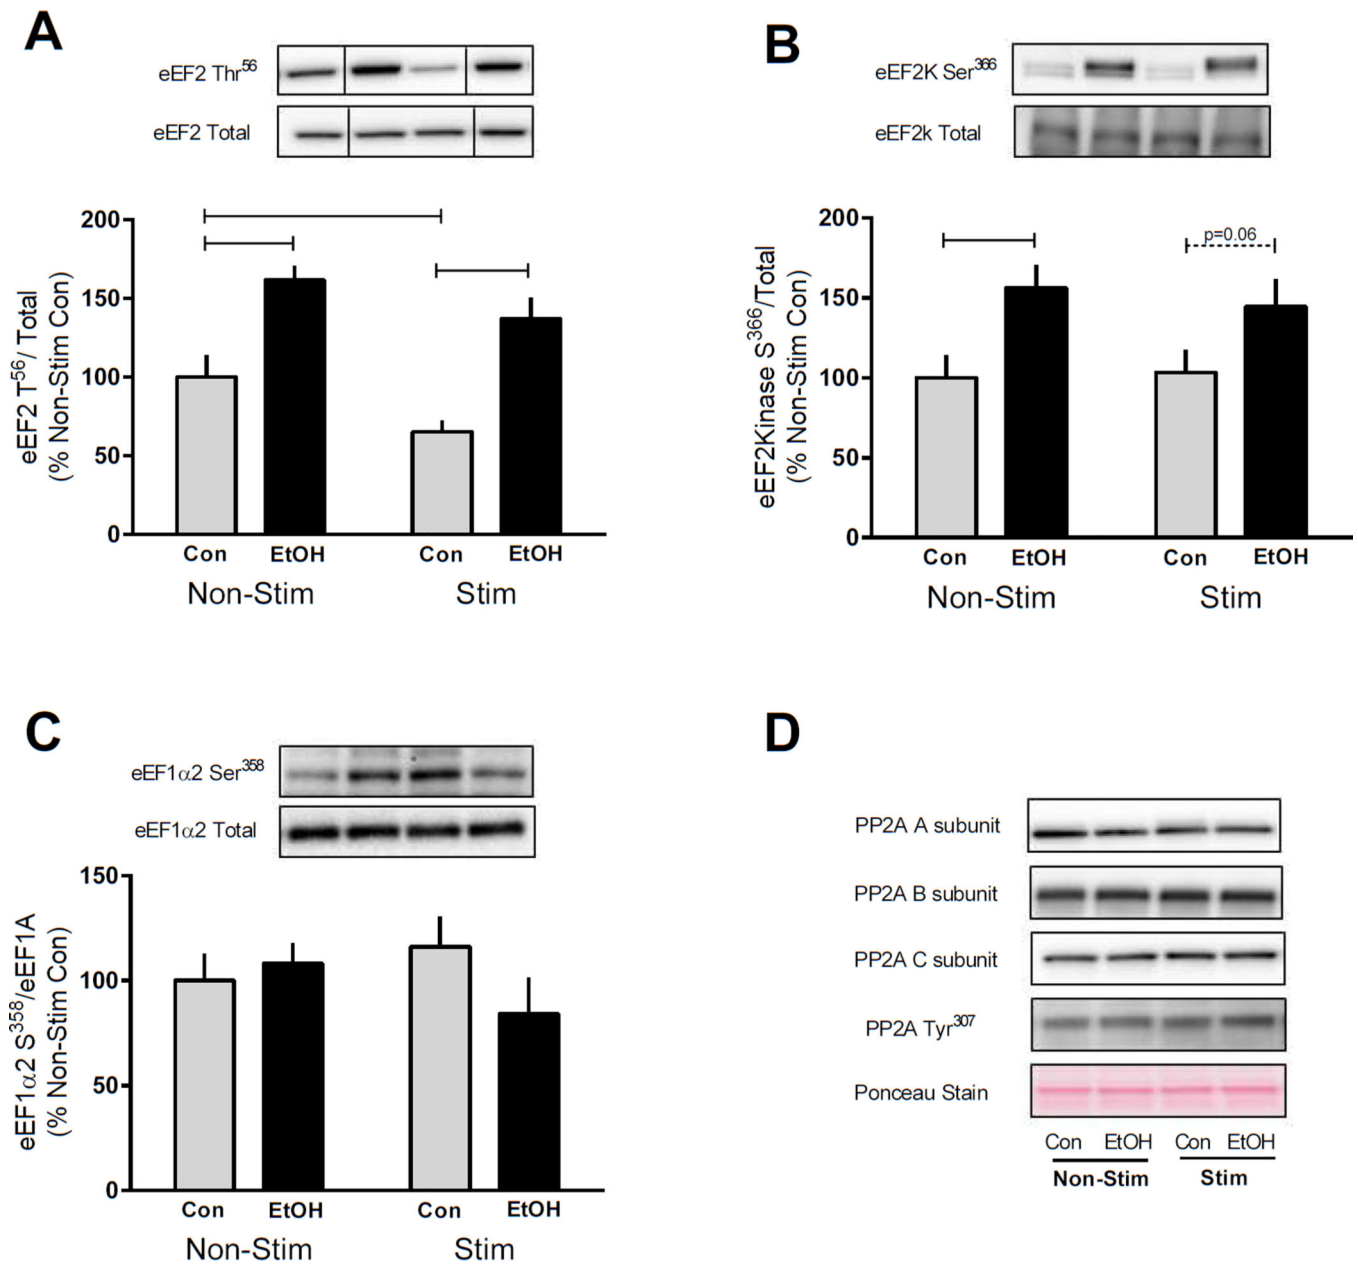 A
eEF2 Thr56
eEF2 Total
200
150
100
50
0
eEF2 T56/ Total
(% Non-Stim Con)
Con EtOH Con EtOH
Non-Stim Stim
B
eEF2K Ser366
eEF2k Total
p=0.06
200
150
100
50
0
eEF2Kinase S366/Total
(% Non-Stim Con)
Con EtOH Con EtOH
Non-Stim Stim
C
eEF1α2 Ser358
eEF1α2 Total
150
100
50
0
eEF1α2 S358/eEF1A
(% Non-Stim Con)
Con EtOH Con EtOH
Non-Stim Stim
D
PP2A A subunit
PP2A B subunit
PP2A C subunit
PP2A Tyr307
Ponceau Stain
Con EtOH Con EtOH
Non-Stim Stim